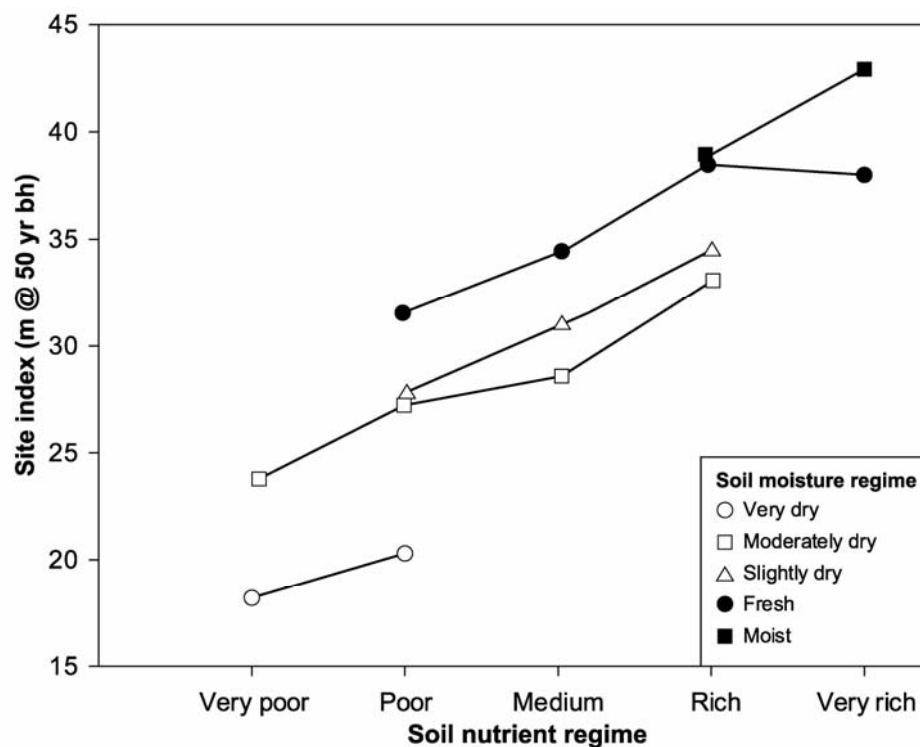 45
40
35
30
25
20
15
Site index (m @ 50 yr bh)
Very poor
Poor
Medium
Rich
Very rich
Soil nutrient regime
Soil moisture regime
Very dry
Moderately dry
Slightly dry
Fresh
Moist